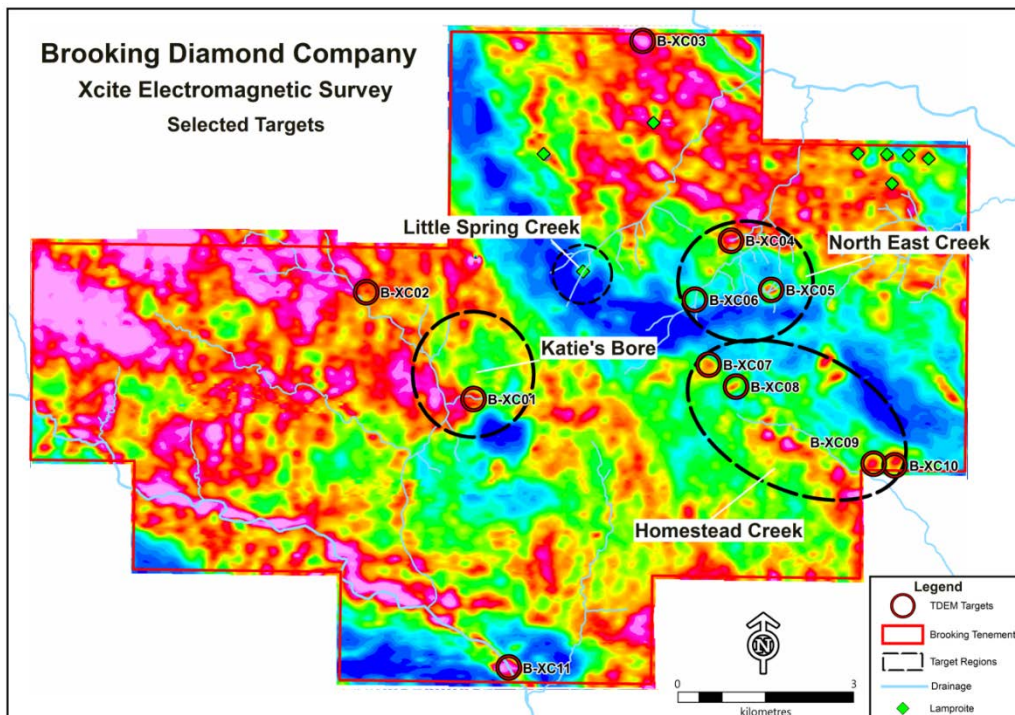 Brooking Diamond Company
Xcite Electromagnetic Survey
Selected Targets
B-XC03
Little Spring Creek
B-XC04
North East Creek
B-XC02
B-XC05
B-XC06
Katie's Bore
B-XC07
B-XC08
B-XC01
B-XC09
B-XC10
Homestead Creek
B-XC11
N
0 3
kilometres
Legend
TDEM Targets
Brooking Tenement
Target Regions
Drainage
Lamproite